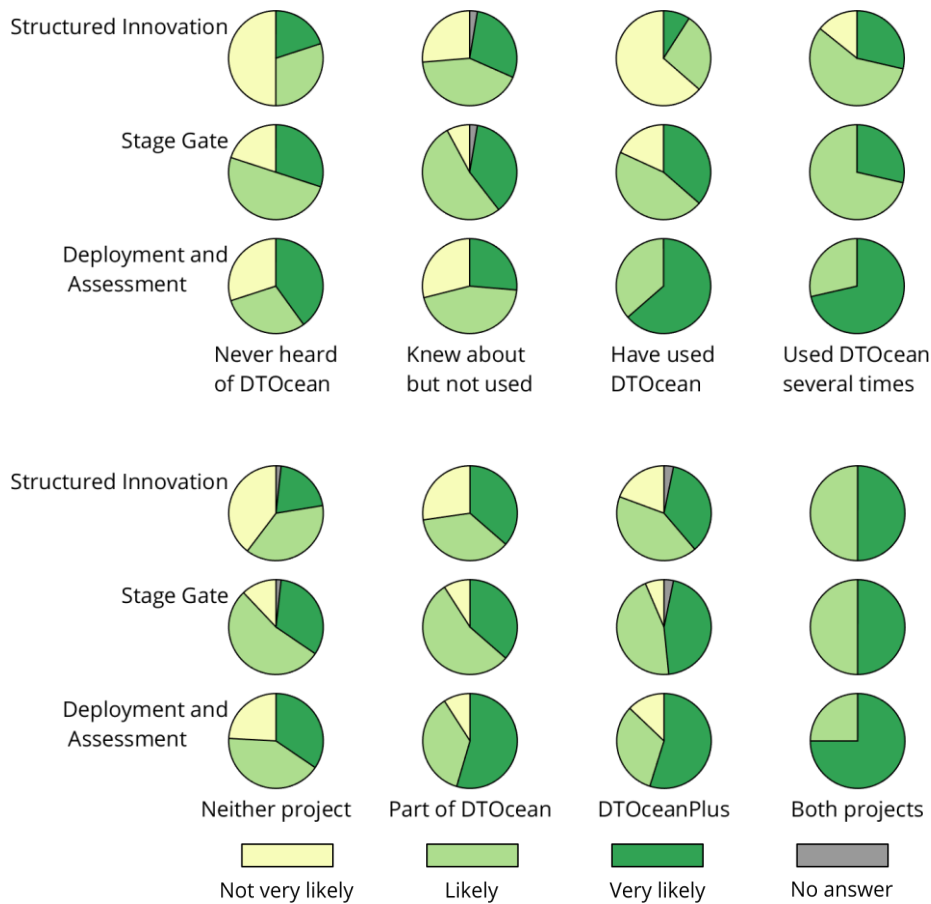 Structured Innovation
Stage Gate
Deployment and
Assessment
Never heard
of DTOcean
Knew about
but not used
Have used
DTOcean
Used DTOcean
several times
Structured Innovation
Stage Gate
Deployment and
Assessment
Neither project
Part of DTOcean
DTOceanPlus
Both projects
Not very likely
Likely
Very likely
No answer